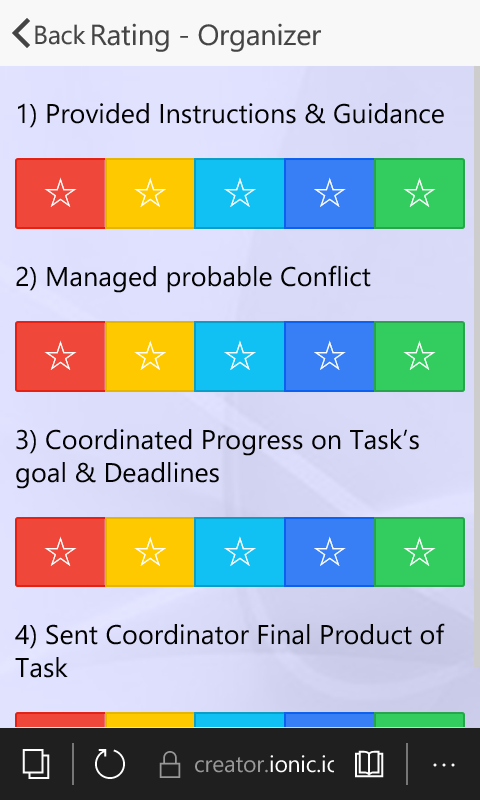 Back Rating - Organizer
1) Provided Instructions & Guidance
2) Managed probable Conflict
3) Coordinated Progress on Task's
goal & Deadlines
4) Sent Coordinator Final Product of
Task
creator.ionic.ic